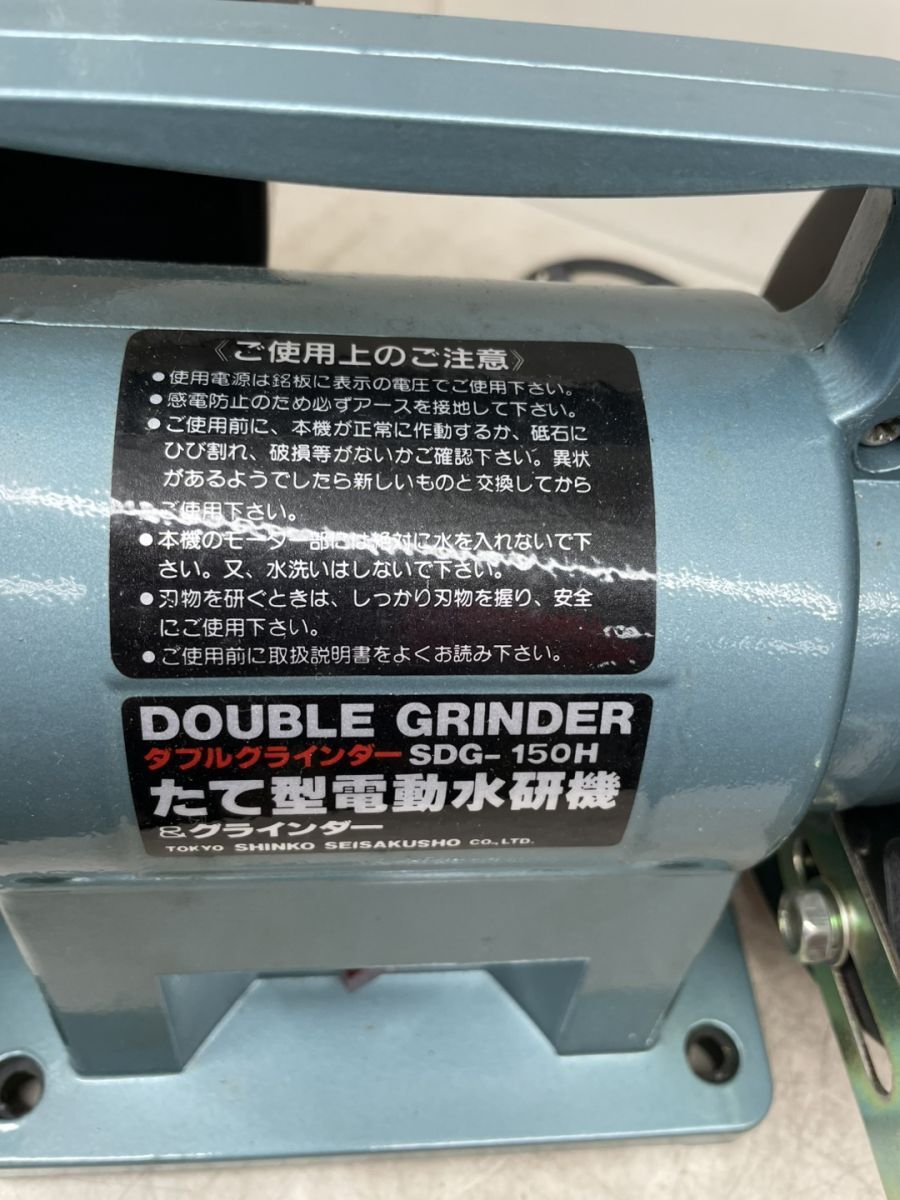 《ご使用上のご注意》
●使用電源は銘板に表示の電圧でご使用下さい。
●感電防止のため必ずアースを接地して下さい。
●ご使用前に、本機が正常に作動するか、砥石に
ひび割れ、破損等がないかご確認下さい。異状
があるようでしたら新しいものと交換してから
ご使用下さい。
●本機のモーター部には絶対に水を入れないで下
さい。又、水洗いはしないで下さい。
●刃物を研ぐときは、しっかり刃物を握り、安全
にご使用下さい。
●ご使用前に取扱説明書をよくお読み下さい。
DOUBLE GRINDER
ダブルグラインダー SDG-150H
たて型電動水研機
&グラインダー
TOKYO SHINKO SEISAKUSHO CO.,LTD.